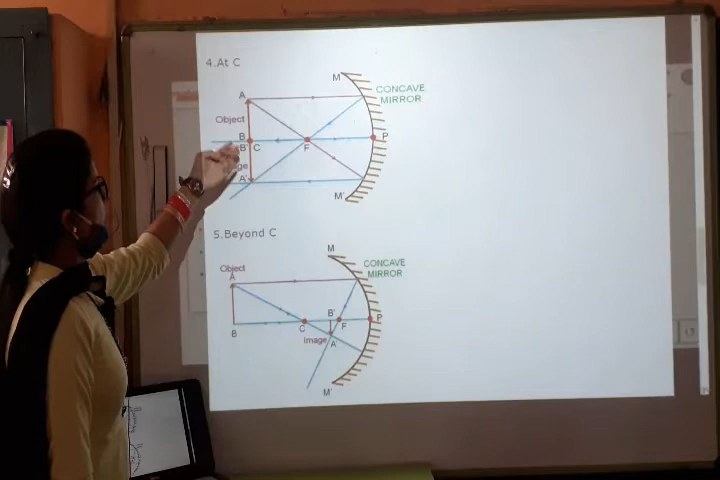 4.At C
M
CONCAVE
MIRROR
A
Object
B
B' C
F
P
A'
M'
5.Beyond C
M
CONCAVE
MIRROR
Object
A
B'
P
C
F
B
Image
A'
M'